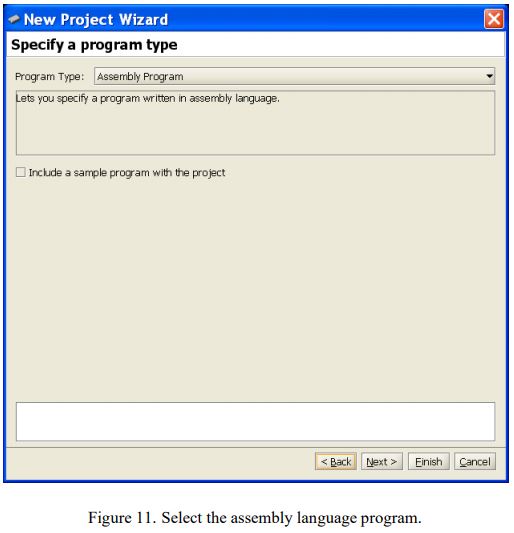 New Project Wizard
Specify a program type
Program Type: Assembly Program
Lets you specify a program written in assembly language.
Include a sample program with the project
< Back Next > Finish Cancel
Figure 11. Select the assembly language program.